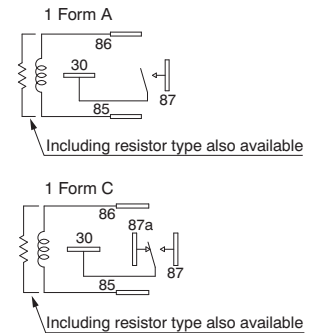 1 Form A
86
30
85
87
Including resistor type also available
1 Form C
86
87a
30
85
87
Including resistor type also available